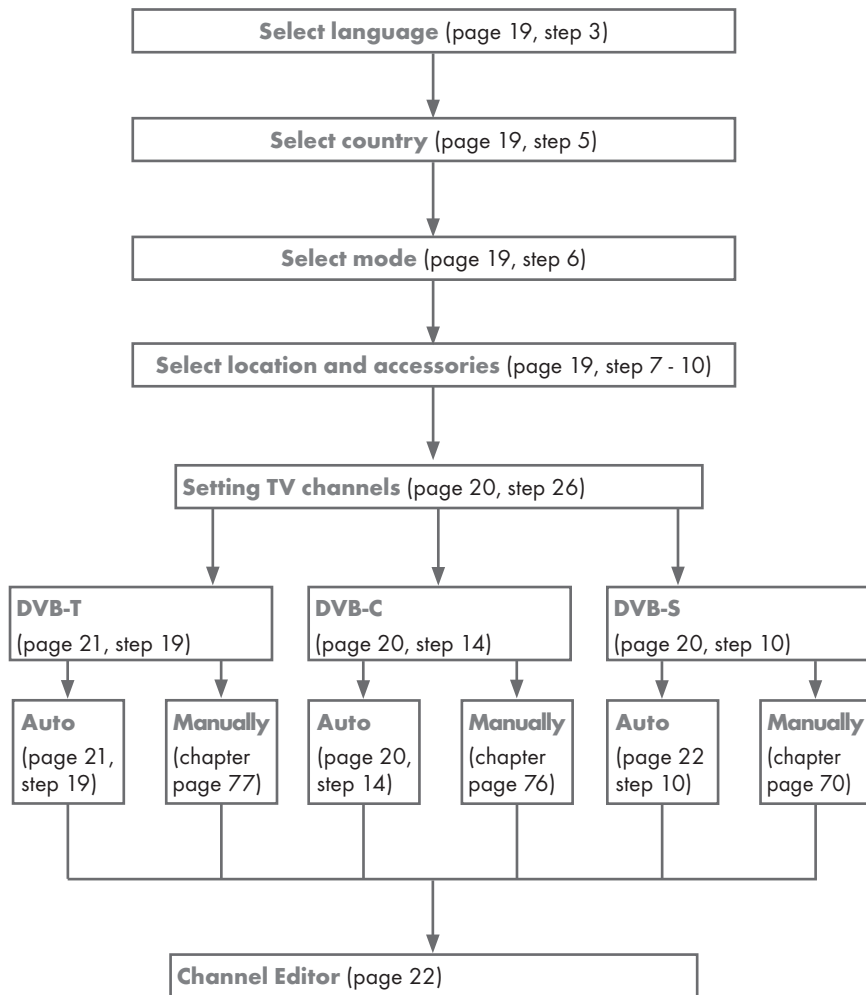 Select language (page 19, step 3)
Select country (page 19, step 5)
Select mode (page 19, step 6)
Select location and accessories (page 19, step 7 - 10)
Setting TV channels (page 20, step 26)
DVB-T
(page 21, step 19)
DVB-C
(page 20, step 14)
DVB-S
(page 20, step 10)
Auto
(page 21,
step 19)
Manually
(chapter
page 77)
Auto
(page 20,
step 14)
Manually
(chapter
page 76)
Auto
(page 22
step 10)
Manually
(chapter
page 70)
Channel Editor (page 22)